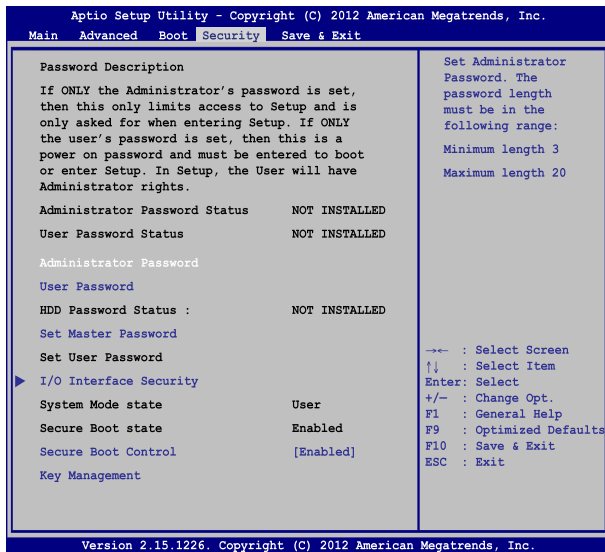 Aptio Setup Utility - Copyright (C) 2012 American Megatrends, Inc.
Main Advanced Boot Security Save & Exit
Password Description
If ONLY the Administrator's password is set,
then this only limits access to Setup and is
only asked for when entering Setup. If ONLY
the user's password is set, then this is a
power on password and must be entered to boot
or enter Setup. In Setup, the User will have
Administrator rights.
Administrator Password Status NOT INSTALLED
User Password Status NOT INSTALLED
Administrator Password
User Password
HDD Password Status : NOT INSTALLED
Set Master Password
Set User Password
I/O Interface Security
System Mode state User
Secure Boot state Enabled
Secure Boot Control [Enabled]
Key Management
Set Administrator
Password. The
password length
must be in the
following range:
Minimum length 3
Maximum length 20
→← : Select Screen
↑↓ : Select Item
Enter: Select
+/— : Change Opt.
F1 : General Help
F9 : Optimized Defaults
F10 : Save & Exit
ESC : Exit
Version 2.15.1226. Copyright (C) 2012 American Megatrends, Inc.